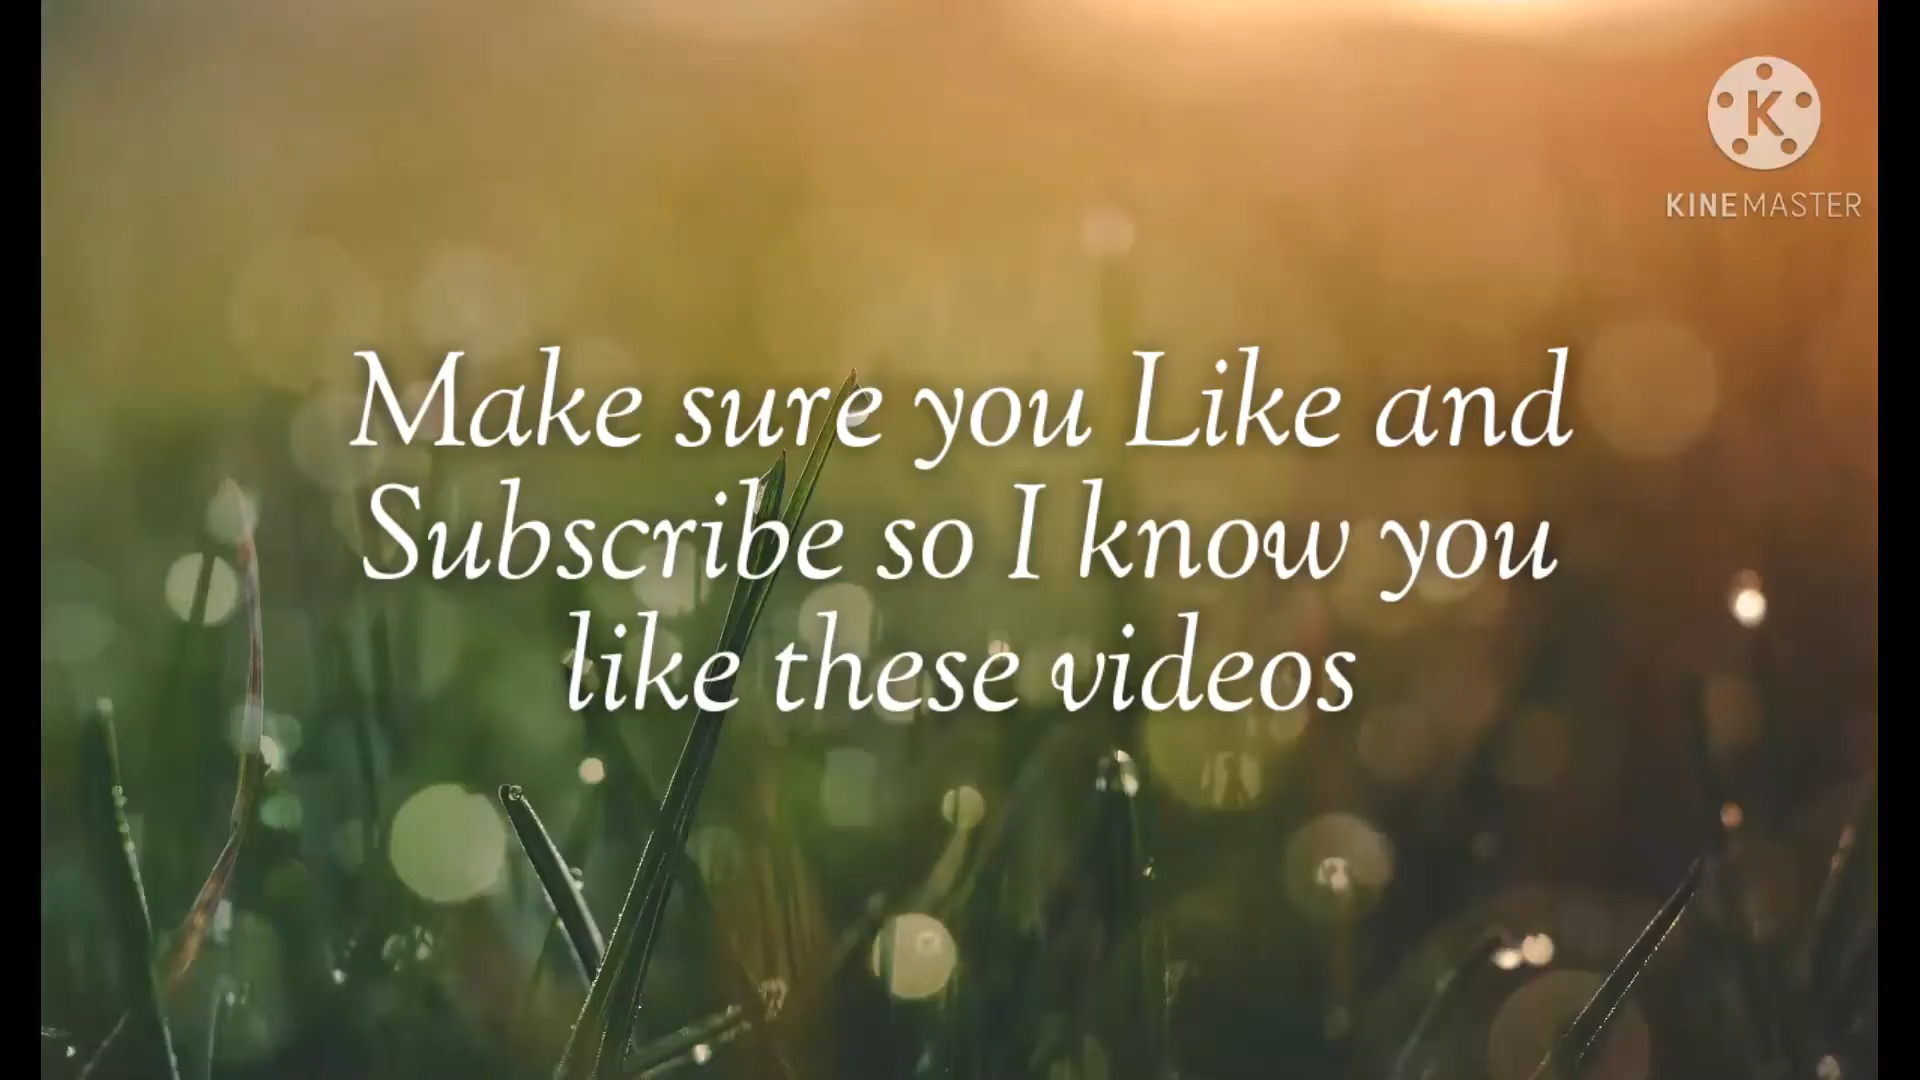 K
KINEMASTER
Make sure you Like and
Subscribe so I know you
like these videos